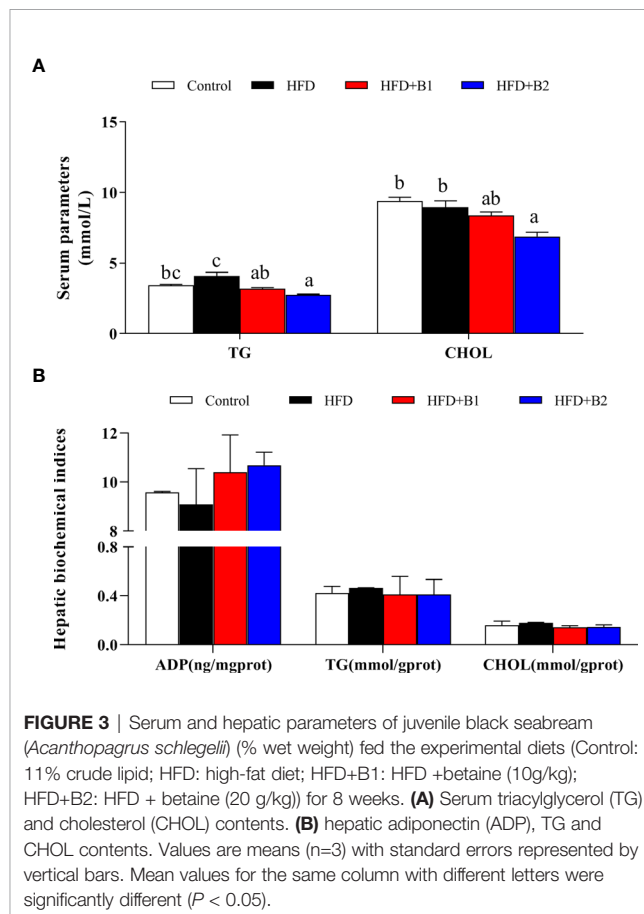 A
Control HFD HFD+B1 HFD+B2
Serum parameters
(mmol/L)
15
10
5
0
bc c ab a
b b ab a
TG CHOL
B
Control HFD HFD+B1 HFD+B2
Hepatic biochemical indices
12
10
8
0.8
0.4
0.0
ADP(ng/mgprot) TG(mmol/gprot) CHOL(mmol/gprot)
FIGURE 3 | Serum and hepatic parameters of juvenile black seabream
(Acanthopagrus schlegelii) (% wet weight) fed the experimental diets (Control:
11% crude lipid; HFD: high-fat diet; HFD+B1: HFD +betaine (10g/kg);
HFD+B2: HFD + betaine (20 g/kg)) for 8 weeks. (A) Serum triacylglycerol (TG)
and cholesterol (CHOL) contents. (B) hepatic adiponectin (ADP), TG and
CHOL contents. Values are means (n=3) with standard errors represented by
vertical bars. Mean values for the same column with different letters were
significantly different (P < 0.05).